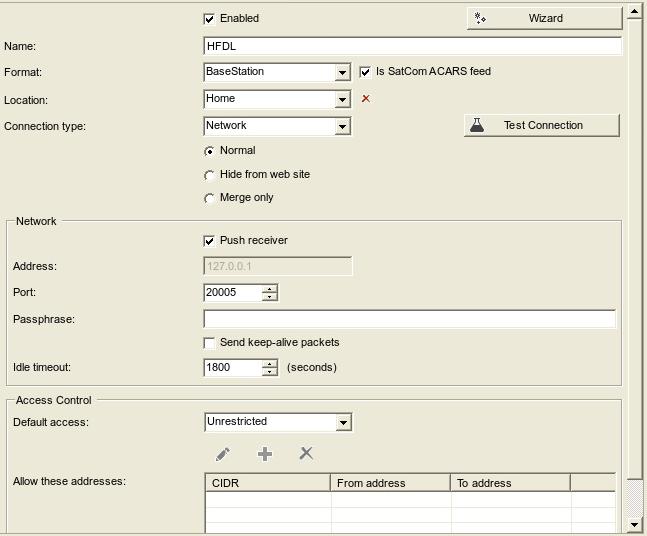 Enabled
Wizard
Name:
HFDL
Format:
BaseStation
Is SatCom ACARS feed
Location:
Home
Connection type:
Network
Test Connection
Normal
Hide from web site
Merge only
Network
Push receiver
Address:
127.0.0.1
Port:
20005
Passphrase:
Send keep-alive packets
Idle timeout:
1800
(seconds)
Access Control
Default access:
Unrestricted
Allow these addresses:
CIDR
From address
To address